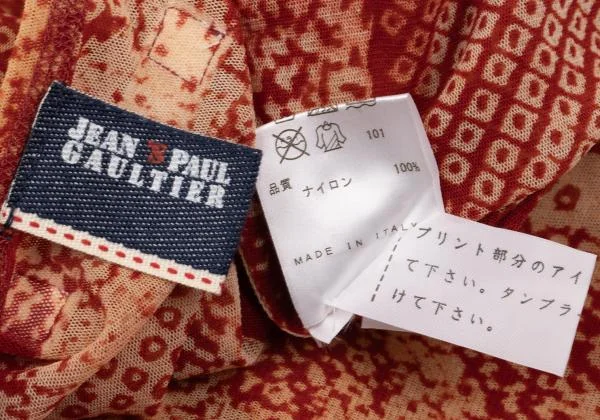 JEAN PAUL
GAULTIER
101
品質 ナイロン 100%
MADE IN ITALY
プリント部分のアイ
て下さい。タンブラ
けて下さい。